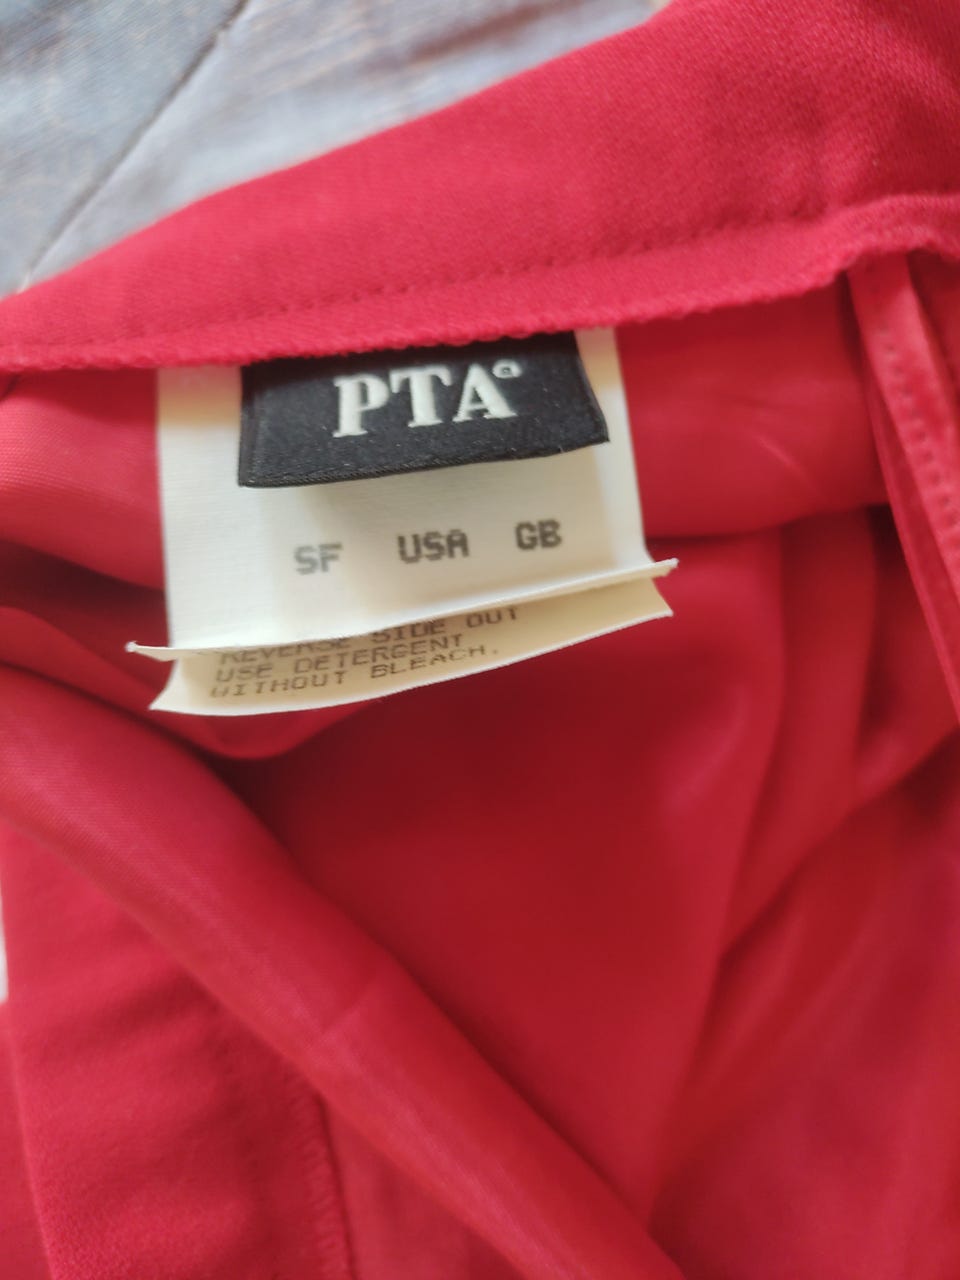 PTA°
SF USA GB
REVERSE SIDE OUT
USE DETERGENT
WITHOUT BLEACH.